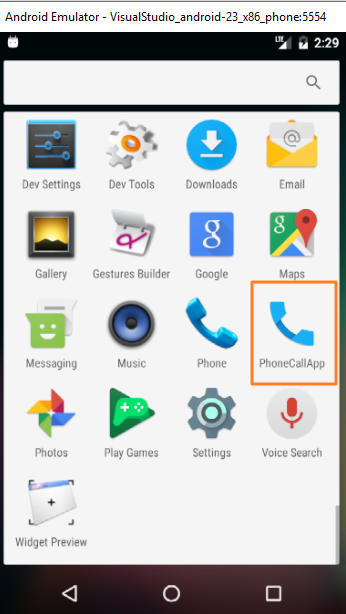 Android Emulator - VisualStudio_android-23_x86_phone:5554
LTE 2:29
Dev Settings Dev Tools Downloads Email
Gallery Gestures Builder Google Maps
Messaging Music Phone PhoneCallApp
Photos Play Games Settings Voice Search
Widget Preview